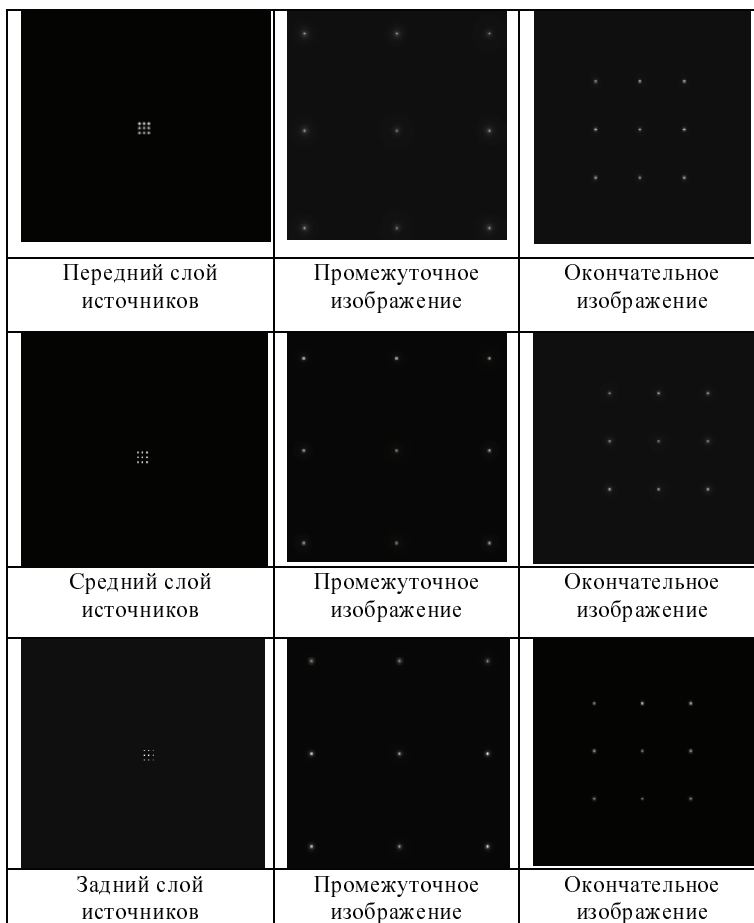 Передний слой
источников
Промежуточное
изображение
Окончательное
изображение
Средний слой
источников
Промежуточное
изображение
Окончательное
изображение
Задний слой
источников
Промежуточное
изображение
Окончательное
изображение